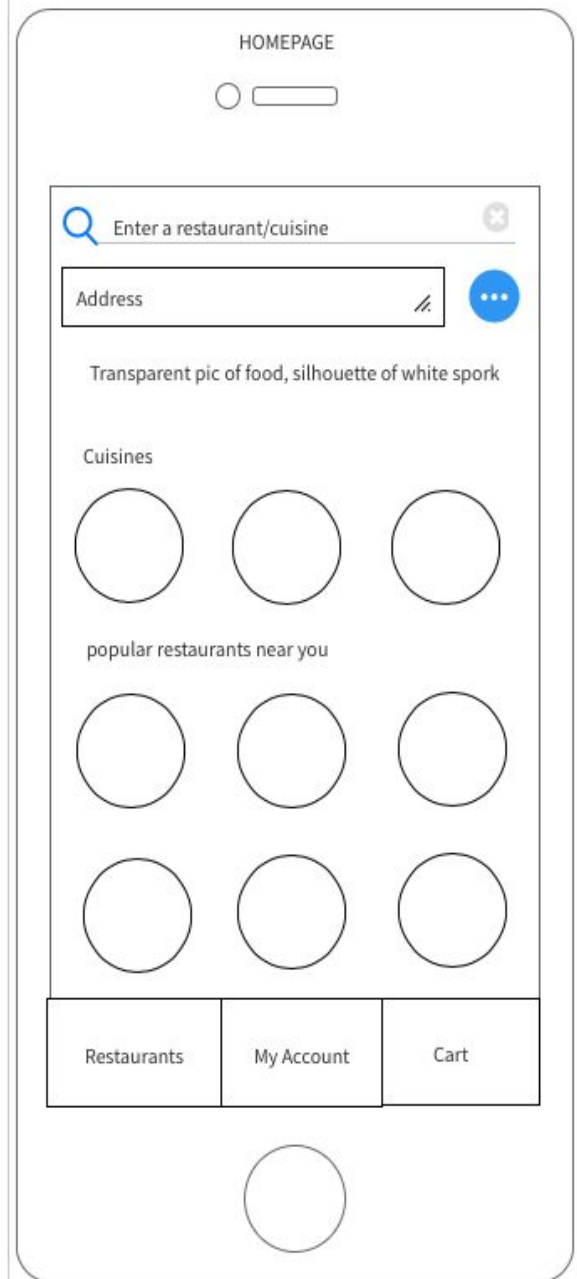 HOMEPAGE
Enter a restaurant/cuisine
Address
Transparent pic of food, silhouette of white spork
Cuisines
popular restaurants near you
Restaurants
My Account
Cart